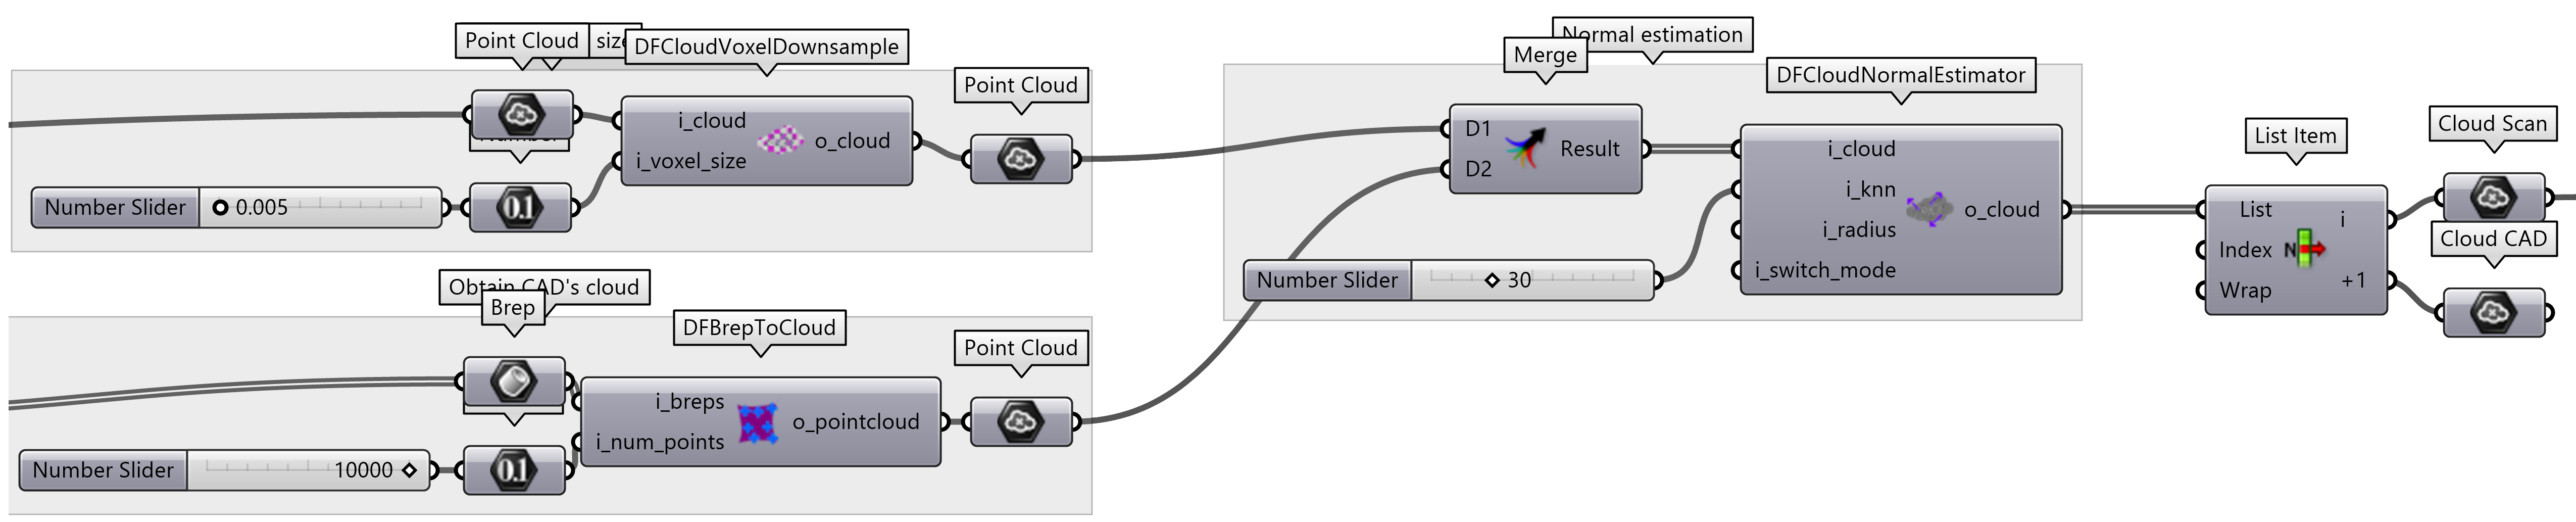 Point Cloud
size
DFCloudVoxelDownsample
Point Cloud
i_cloud
i_voxel_size
o_cloud
Number Slider
0.005
0.1
Obtain CAD's cloud
Brep
DFBrepToCloud
Point Cloud
i_breps
i_num_points
o_pointcloud
Number Slider
10000
0.1
Normal estimation
Merge
D1
D2
Result
DFCloudNormalEstimator
i_cloud
i_knn
i_radius
i_switch_mode
o_cloud
Number Slider
30
List Item
List
Index
Wrap
N
i
+1
Cloud Scan
Cloud CAD